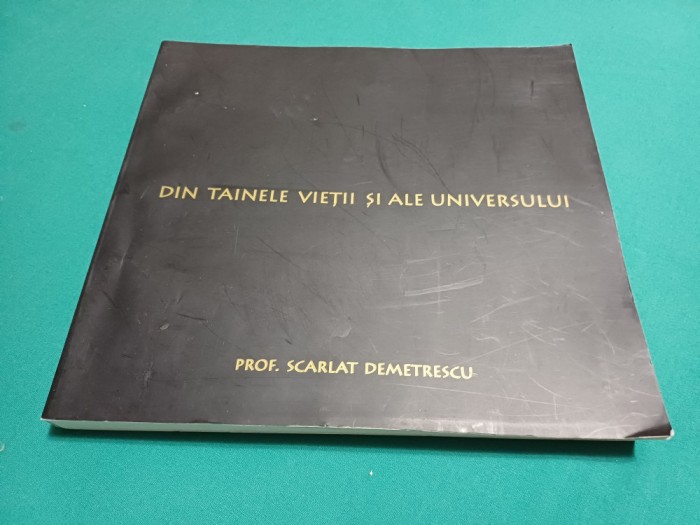 DIN TAINELE VIEȚII ȘI ALE UNIVERSULUI
PROF. SCARLAT DEMETRESCU